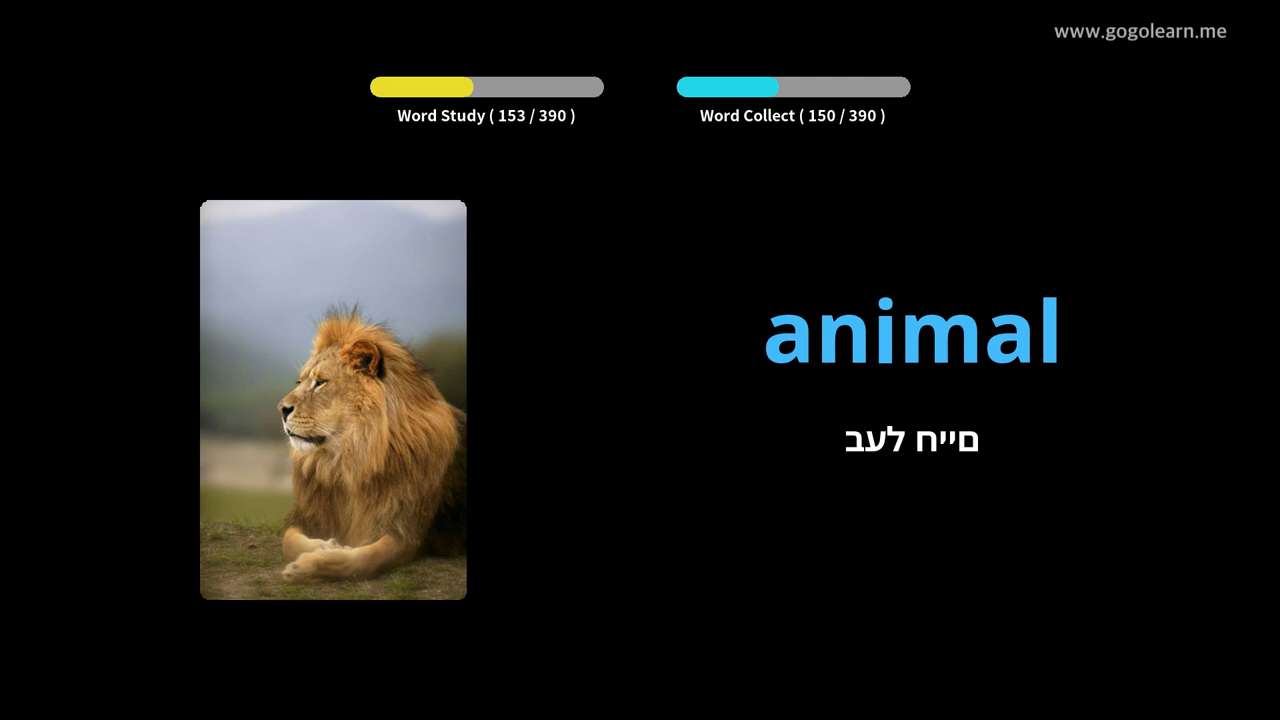 www.gogolearn.me
Word Study ( 153 / 390 )
Word Collect ( 150 / 390 )
animal
םייח לעב